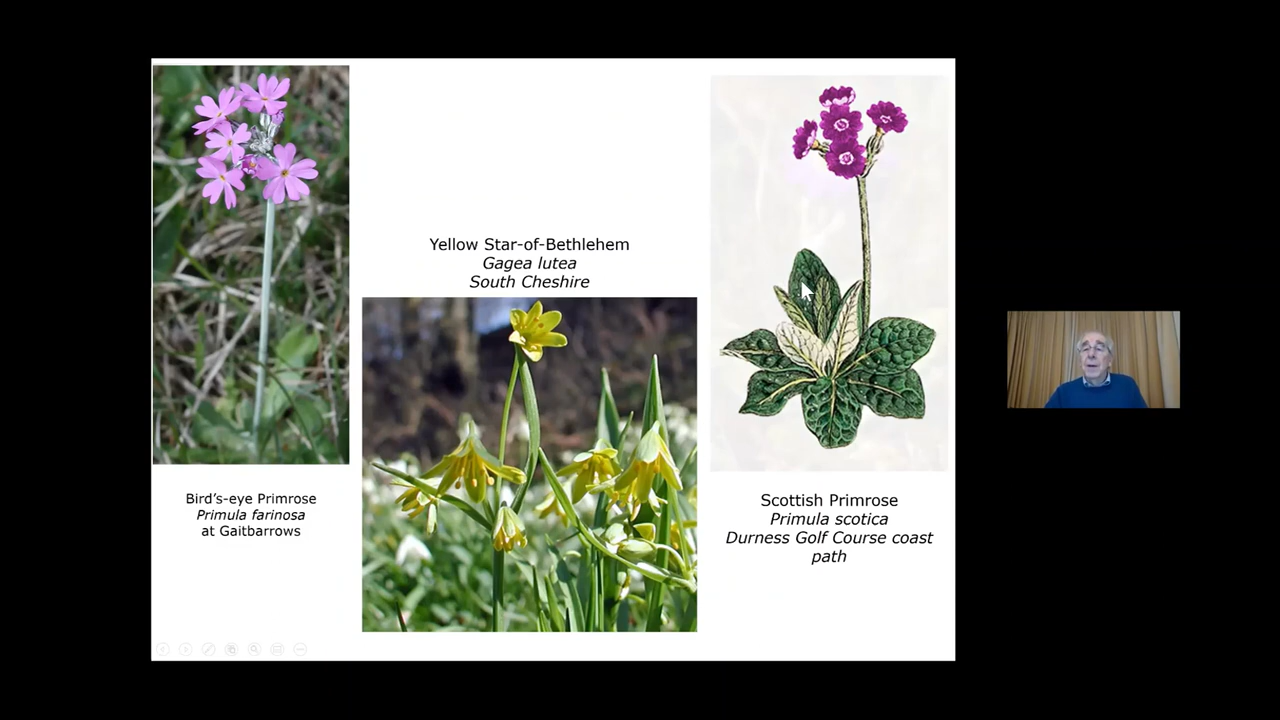 Yellow Star-of-Bethlehem
Gagea lutea
South Cheshire
Bird’s-eye Primrose
Primula farinosa
at Gaitbarrows
Scottish Primrose
Primula scotica
Durness Golf Course coast
path